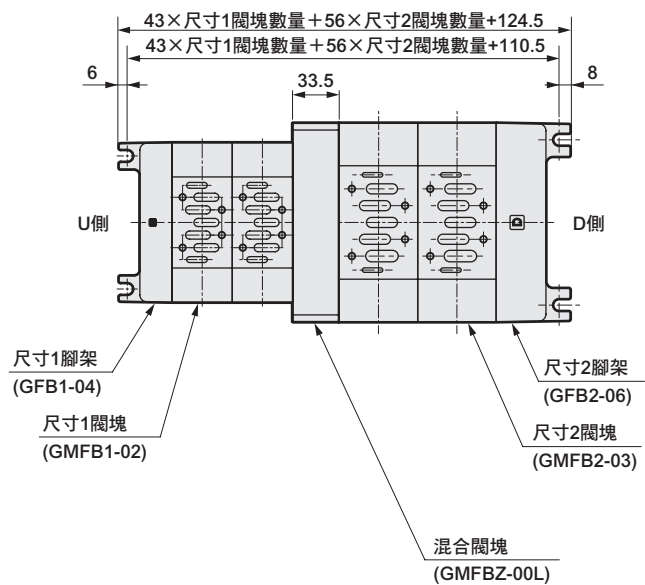 43×尺寸1閥塊數量＋56×尺寸2閥塊數量+124.5
43×尺寸1閥塊數量＋56×尺寸2閥塊數量+110.5
6
33.5
8
U側
D
D側
尺寸1腳架
(GFB1-04)
尺寸2腳架
(GFB2-06)
尺寸1閥塊
(GMFB1-02)
尺寸2閥塊
(GMFB2-03)
混合閥塊
(GMFBZ-00L)